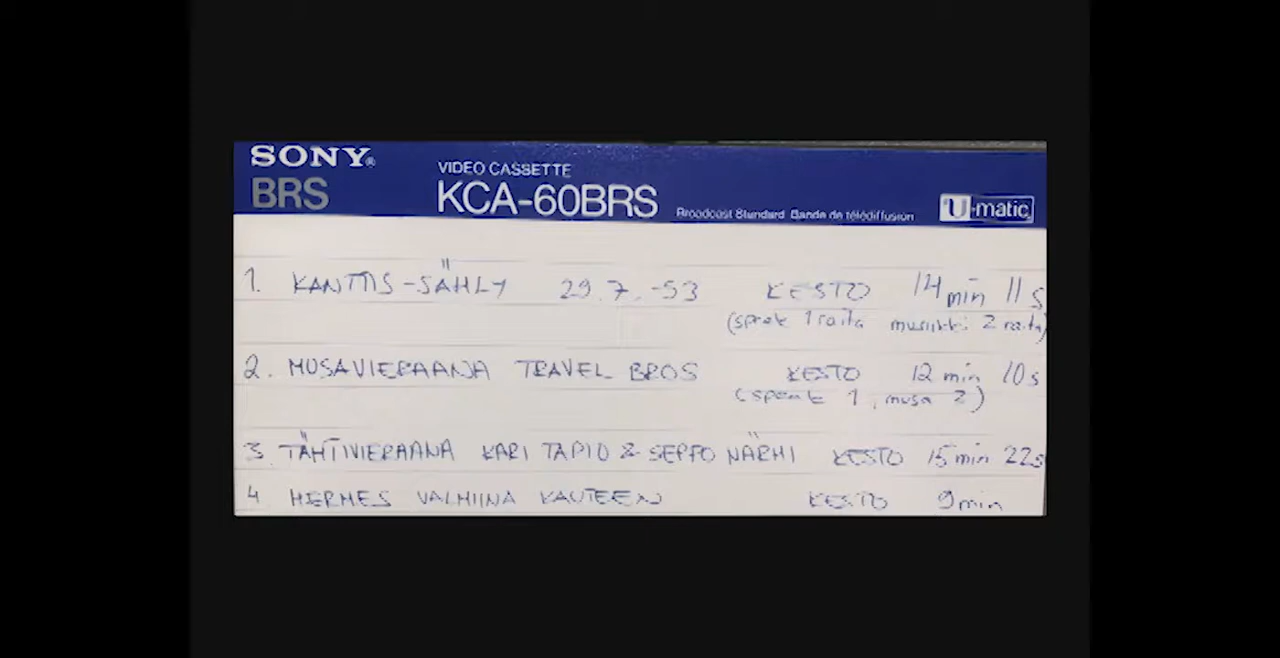 SONY®
BRS
VIDEO CASSETTE
KCA-60BRS
Broadcast Standard Bande de télédiffusion
U-matic
1. KANTTIS-SÄHLY 29.7.-53 KESTO 14 min 11 s
(speak 1 raita musiikki 2 raita)
2. MUSAVIERAANA TRAVEL BROS KESTO 12 min 10 s
(speak 1, musa 2)
3. TÄHTIVIERAANA KARI TAPIO & SEPPO NÄRHI KESTO 15 min 22s
4. HERMES VALMIINA KAUTEEN KESTO 9 min